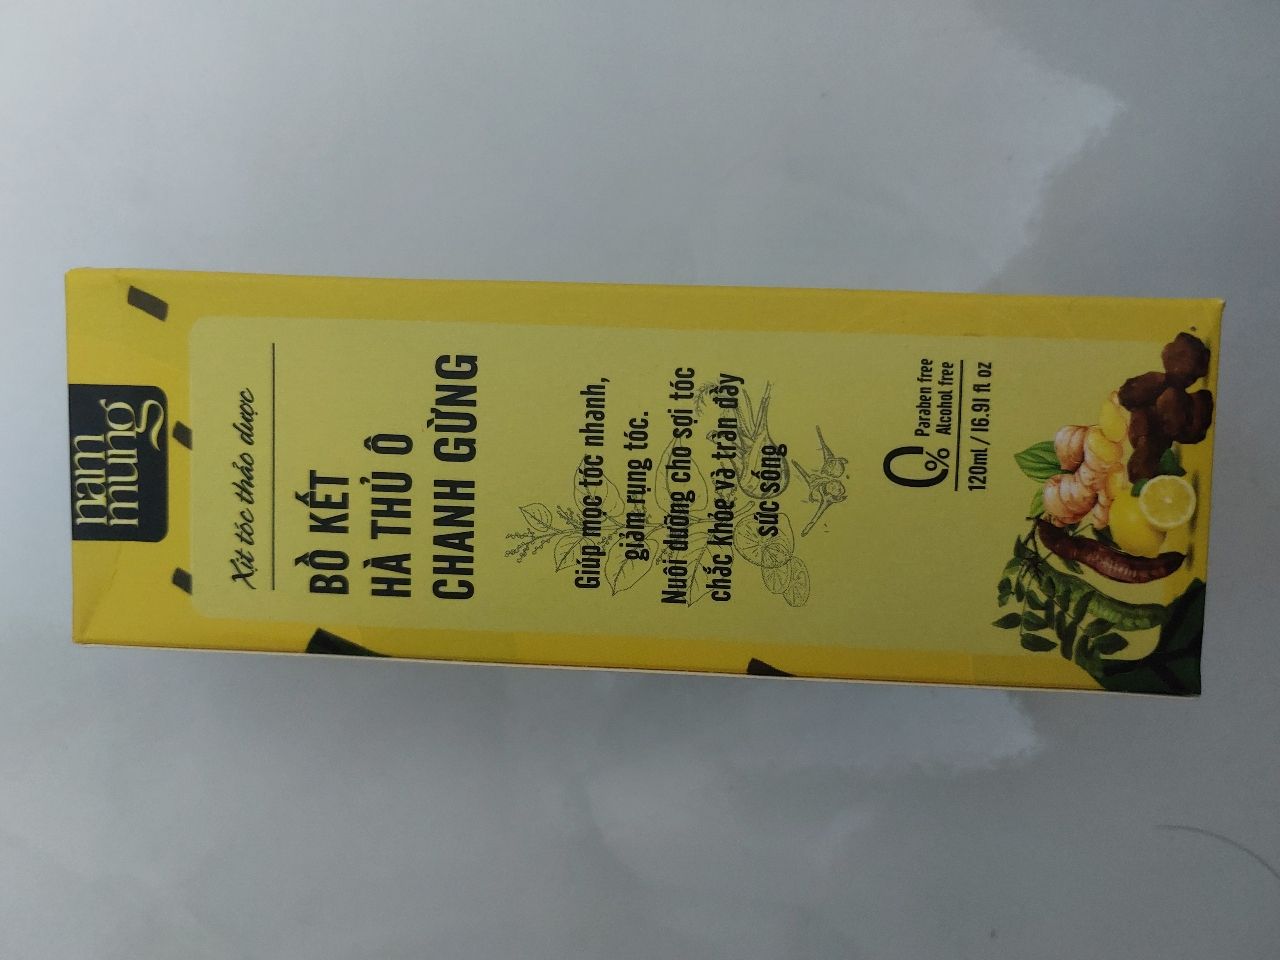 nam
mung
Xịt tóc thảo dược
BỒ KẾT
HÀ THỦ Ô
CHANH GỪNG
Giúp mọc tóc nhanh,
giảm rụng tóc.
Nuôi dưỡng cho sợi tóc
chắc khỏe và tràn đầy
sức sống
0%
Paraben free
Alcohol free
120ml / 16.91 fl oz